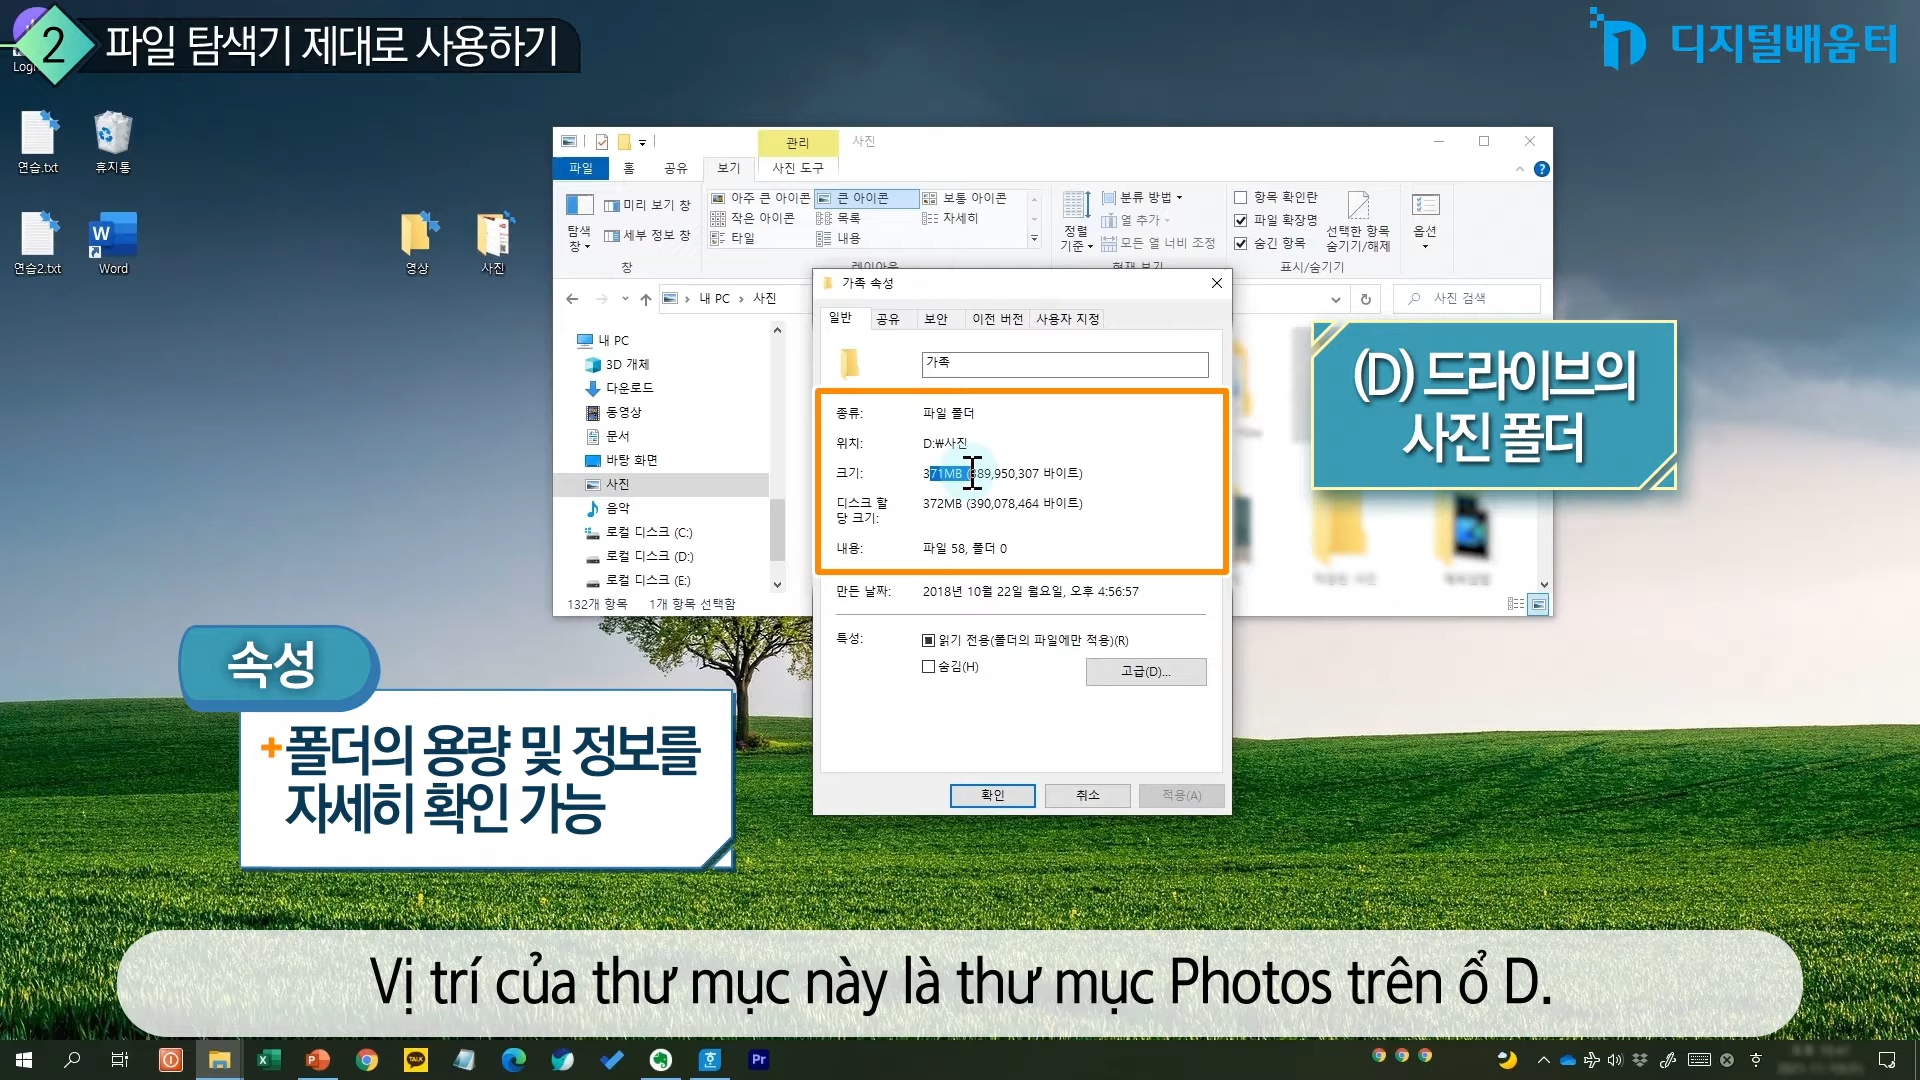 2
파일 탐색기 제대로 사용하기
디지털배움터
연습.txt
휴지통
연습2.txt
Word
영상
사진
관리
사진
파일
홈
공유
보기
사진 도구
탐색
창
미리 보기 창
세부 정보 창
창
아주 큰 아이콘
큰 아이콘
보통 아이콘
작은 아이콘
목록
자세히
타일
내용
정렬
기준
분류 방법
열 추가
모든 열 너비 조정
항목 확인란
파일 확장명
숨긴 항목
선택한 항목
숨기기/해제
표시/숨기기
옵션
내 PC › 사진
사진 검색
내 PC
3D 개체
다운로드
동영상
문서
바탕 화면
사진
음악
로컬 디스크 (C:)
로컬 디스크 (D:)
로컬 디스크 (E:)
132개 항목 1개 항목 선택함
가족 속성
일반
공유
보안
이전 버전
사용자 지정
가족
종류: 파일 폴더
위치: D:₩사진
크기: 371MB (389,950,307 바이트)
디스크 할
당 크기: 372MB (390,078,464 바이트)
내용: 파일 58, 폴더 0
만든 날짜: 2018년 10월 22일 월요일, 오후 4:56:57
특성:
읽기 전용(폴더의 파일에만 적용)(R)
숨김(H)
고급(D)...
확인
취소
적용(A)
(D) 드라이브의
사진 폴더
속성
+폴더의 용량 및 정보를
자세히 확인 가능
Vị trí của thư mục này là thư mục Photos trên ổ D.
TALK
Pr